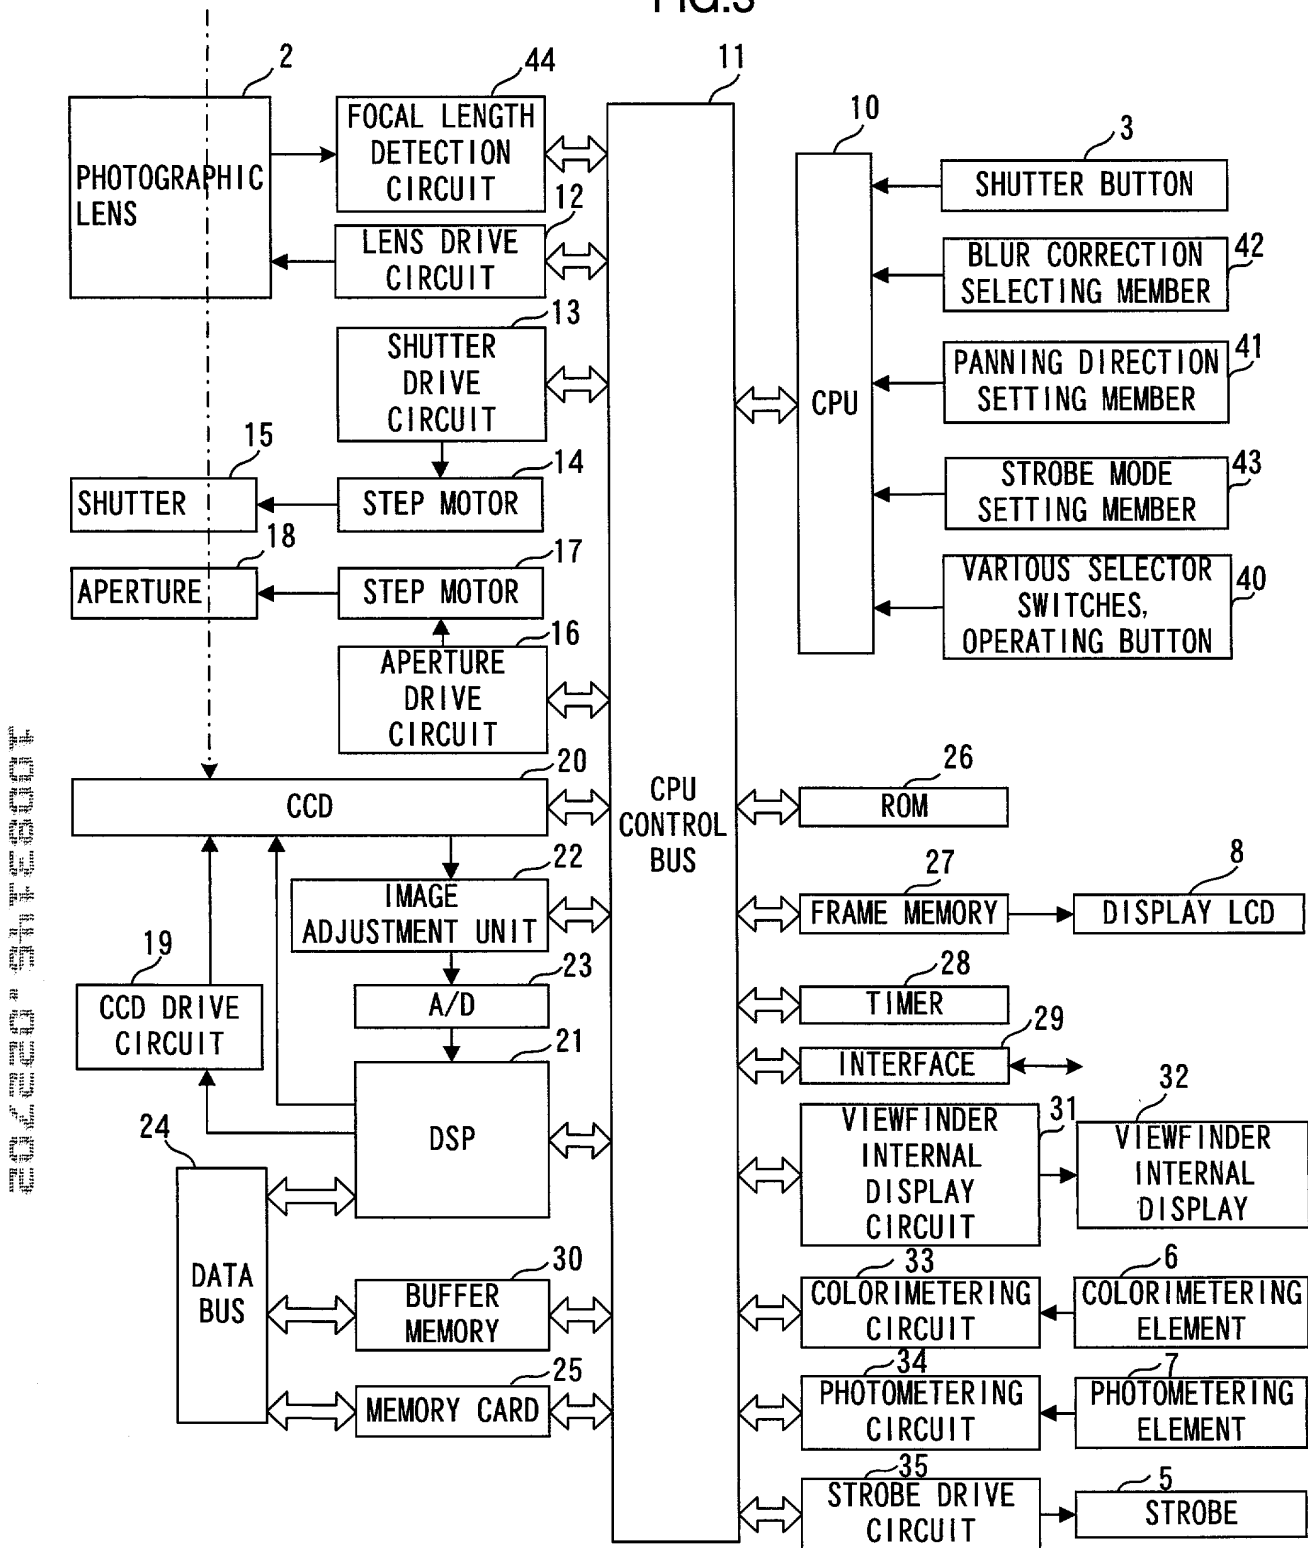 FIG.3
2
44
11
10
3
PHOTOGRAPHIC
LENS
FOCAL LENGTH
DETECTION
CIRCUIT
12
LENS DRIVE
CIRCUIT
13
SHUTTER
DRIVE
CIRCUIT
15
14
SHUTTER
STEP MOTOR
18
17
APERTURE
STEP MOTOR
16
APERTURE
DRIVE
CIRCUIT
20
CCD
22
IMAGE
ADJUSTMENT UNIT
19
23
CCD DRIVE
CIRCUIT
A/D
21
DSP
24
DATA
BUS
30
BUFFER
MEMORY
25
MEMORY CARD
CPU
CONTROL
BUS
CPU
SHUTTER BUTTON
BLUR CORRECTION
SELECTING MEMBER
42
PANNING DIRECTION
SETTING MEMBER
41
STROBE MODE
SETTING MEMBER
43
VARIOUS SELECTOR
SWITCHES,
OPERATING BUTTON
40
26
ROM
27
8
FRAME MEMORY
DISPLAY LCD
28
TIMER
29
INTERFACE
31
32
VIEWFINDER
INTERNAL
DISPLAY
CIRCUIT
VIEWFINDER
INTERNAL
DISPLAY
33
6
COLORIMETERING
CIRCUIT
COLORIMETERING
ELEMENT
34
7
PHOTOMETERING
CIRCUIT
PHOTOMETERING
ELEMENT
35
5
STROBE DRIVE
CIRCUIT
STROBE